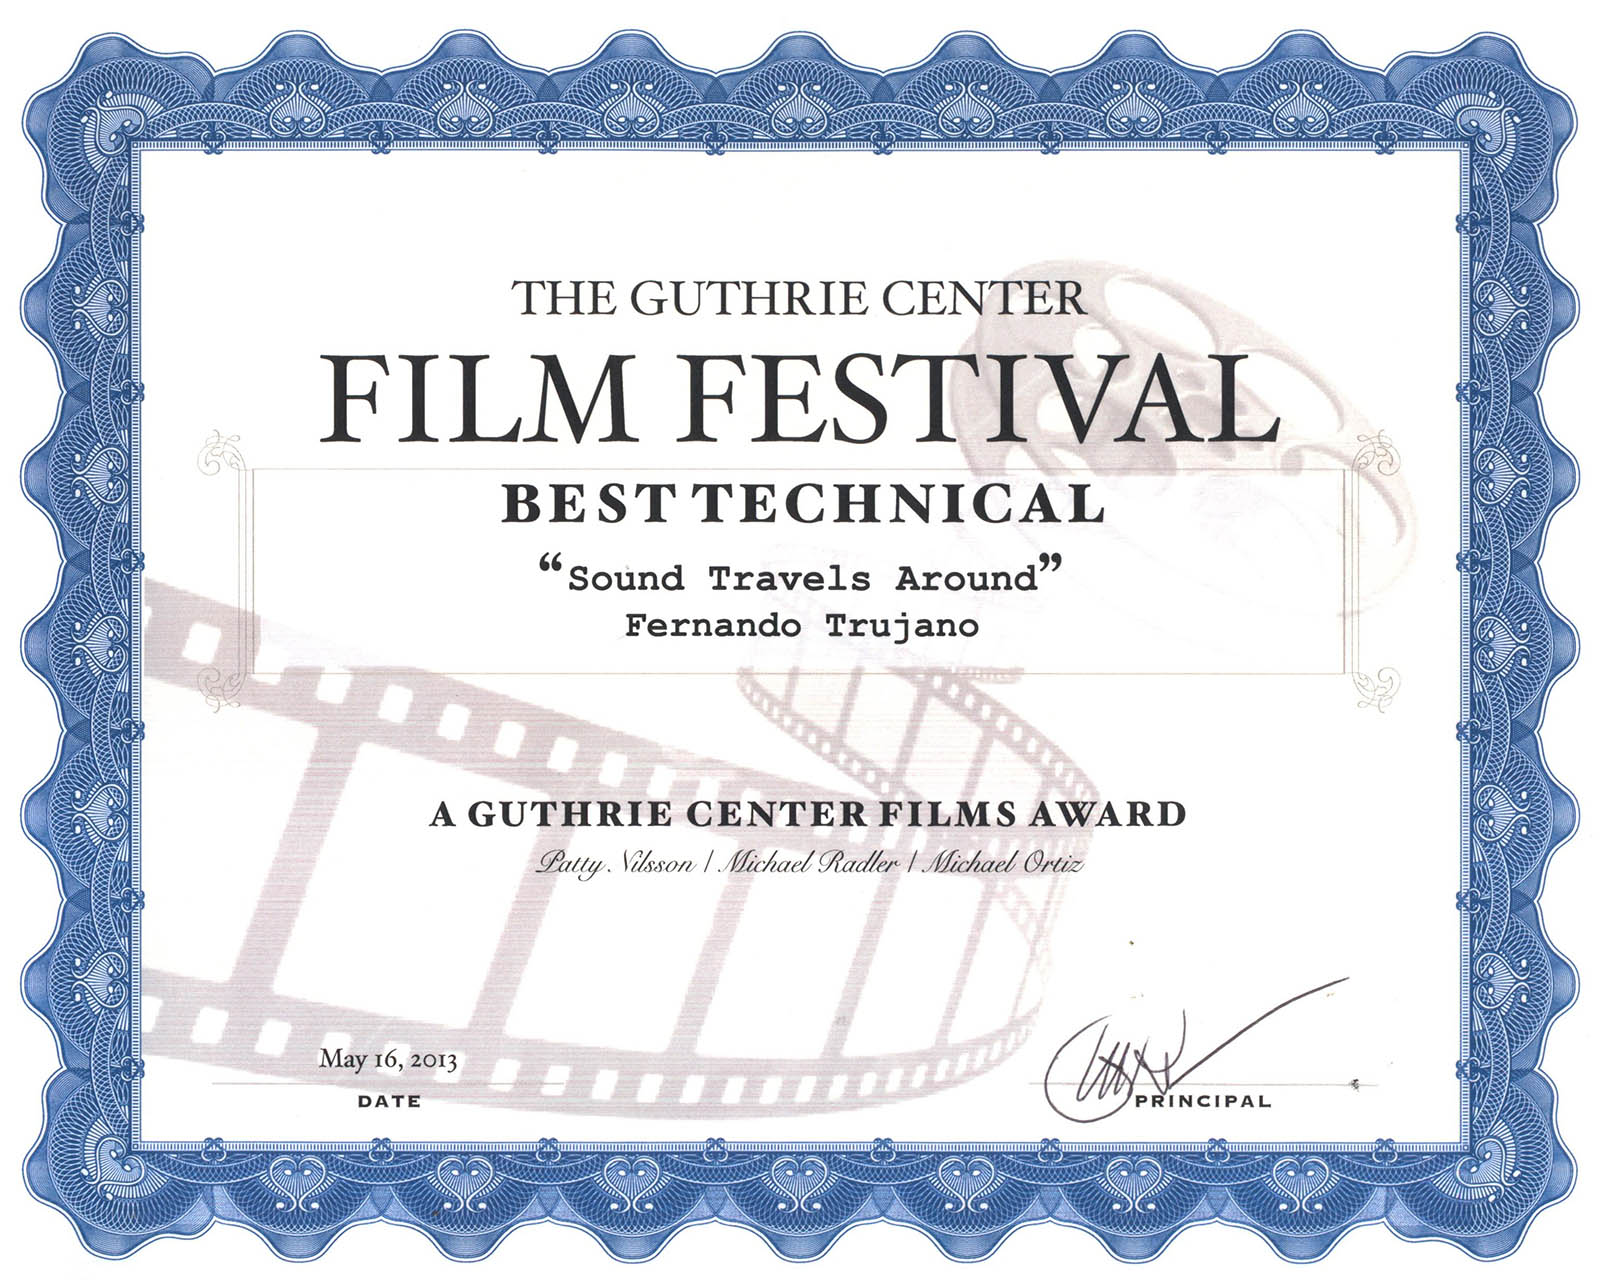 THE GUTHRIE CENTER
FILM FESTIVAL
BEST TECHNICAL
“Sound Travels Around”
Fernando Trujano
A GUTHRIE CENTER FILMS AWARD
Patty Nilsson | Michael Radler | Michael Ortiz
May 16, 2013
DATE
PRINCIPAL